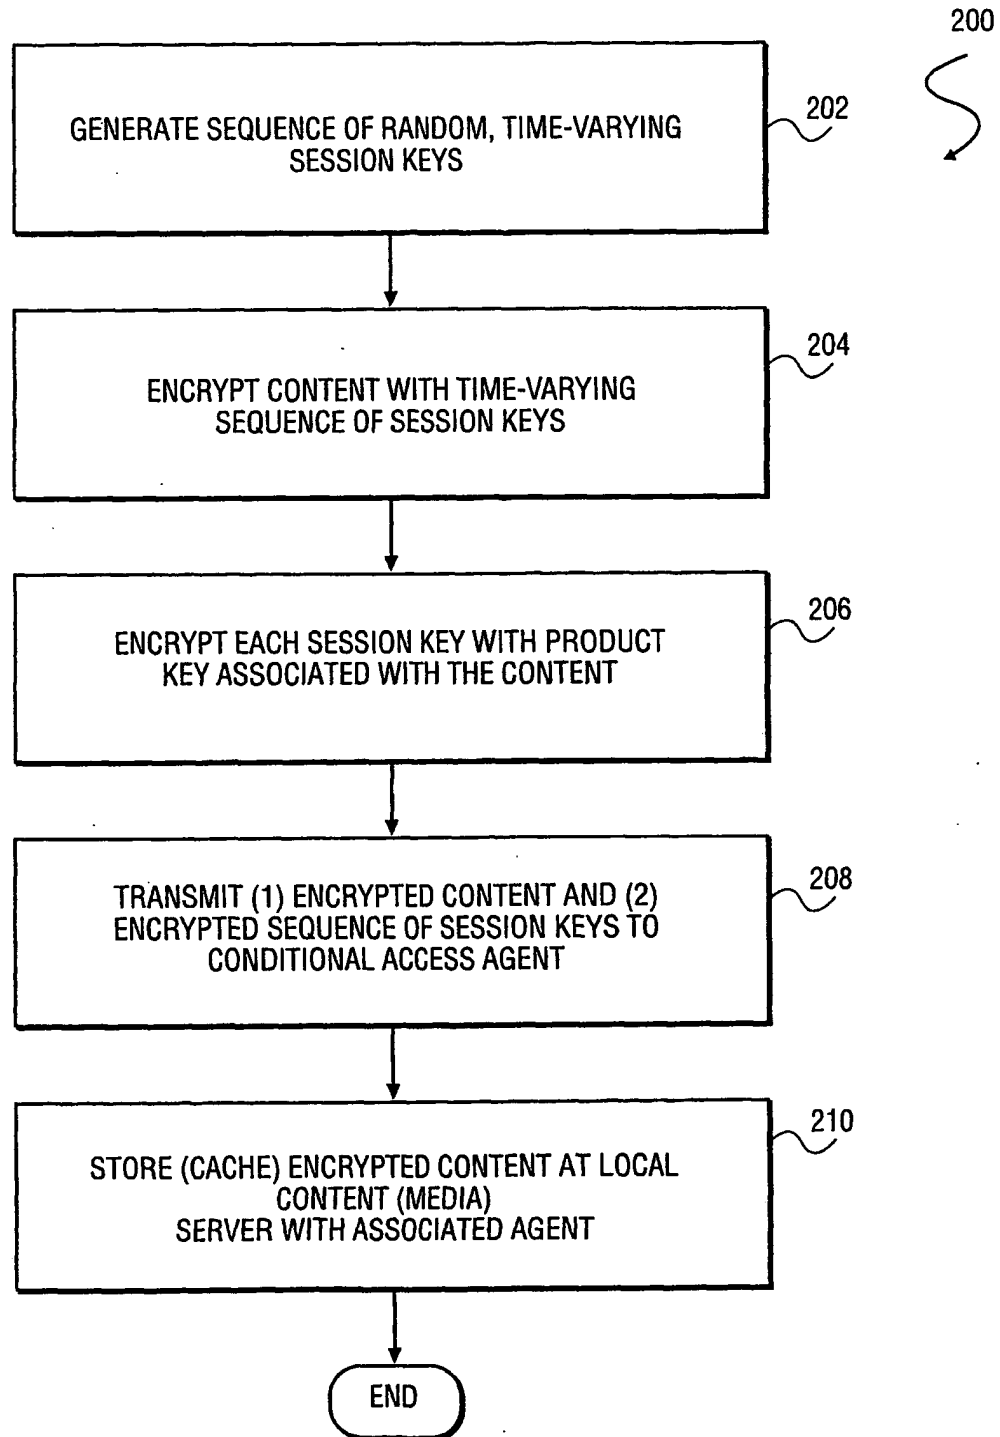 200
GENERATE SEQUENCE OF RANDOM, TIME-VARYING
SESSION KEYS
202
ENCRYPT CONTENT WITH TIME-VARYING
SEQUENCE OF SESSION KEYS
204
ENCRYPT EACH SESSION KEY WITH PRODUCT
KEY ASSOCIATED WITH THE CONTENT
206
TRANSMIT (1) ENCRYPTED CONTENT AND (2)
ENCRYPTED SEQUENCE OF SESSION KEYS TO
CONDITIONAL ACCESS AGENT
208
STORE (CACHE) ENCRYPTED CONTENT AT LOCAL
CONTENT (MEDIA)
SERVER WITH ASSOCIATED AGENT
210
END